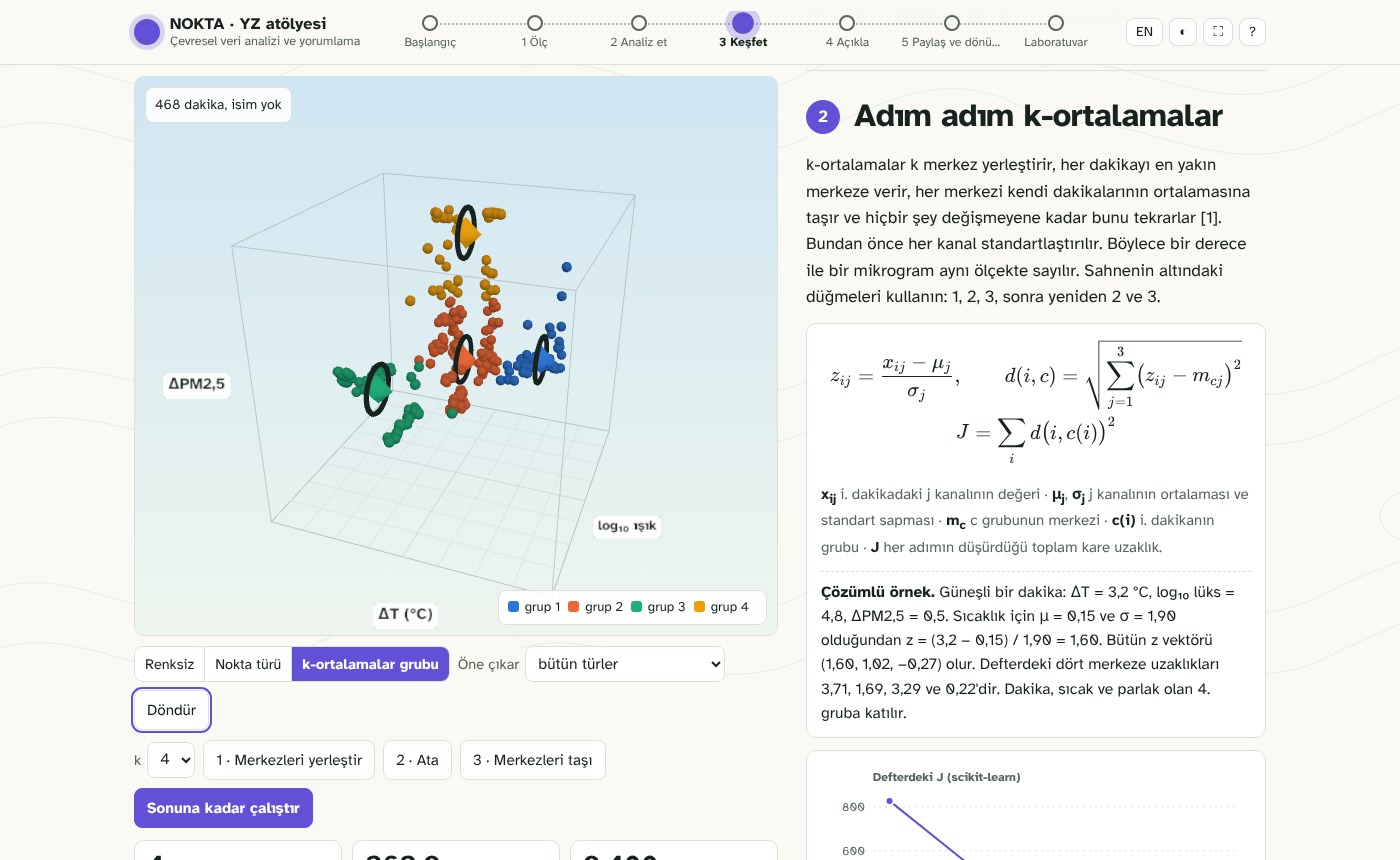 NOKTA · YZ atölyesi
Çevresel veri analizi ve yorumlama
Başlangıç
1 Ölç
2 Analiz et
3 Keşfet
4 Açıkla
5 Paylaş ve dönü...
Laboratuvar
EN
?
468 dakika, isim yok
ΔPM2,5
log₁₀ ışık
ΔT (°C)
grup 1 grup 2 grup 3 grup 4
Renksiz
Nokta türü
k-ortalamalar grubu
Öne çıkar
bütün türler
Döndür
k
4
1 · Merkezleri yerleştir
2 · Ata
3 · Merkezleri taşı
Sonuna kadar çalıştır
2
Adım adım k-ortalamalar
k-ortalamalar k merkez yerleştirir, her dakikayı en yakın
merkeze verir, her merkezi kendi dakikalarının ortalamasına
taşır ve hiçbir şey değişmeyene kadar bunu tekrarlar [1].
Bundan önce her kanal standartlaştırılır. Böylece bir derece
ile bir mikrogram aynı ölçekte sayılır. Sahnenin altındaki
düğmeleri kullanın: 1, 2, 3, sonra yeniden 2 ve 3.
z_ij = (x_ij − μ_j) / σ_j, d(i, c) = √(∑_{j=1}^{3} (z_ij − m_cj)²)
J = ∑_i d(i, c(i))²
x_ij i. dakikadaki j kanalının değeri · μ_j, σ_j j kanalının ortalaması ve
standart sapması · m_c c grubunun merkezi · c(i) i. dakikanın
grubu · J her adımın düşürdüğü toplam kare uzaklık.
Çözümlü örnek. Güneşli bir dakika: ΔT = 3,2 °C, log₁₀ lüks =
4,8, ΔPM2,5 = 0,5. Sıcaklık için μ = 0,15 ve σ = 1,90
olduğundan z = (3,2 − 0,15) / 1,90 = 1,60. Bütün z vektörü
(1,60, 1,02, −0,27) olur. Defterdeki dört merkeze uzaklıkları
3,71, 1,69, 3,29 ve 0,22'dir. Dakika, sıcak ve parlak olan 4.
gruba katılır.
Defterdeki J (scikit-learn)
800
600